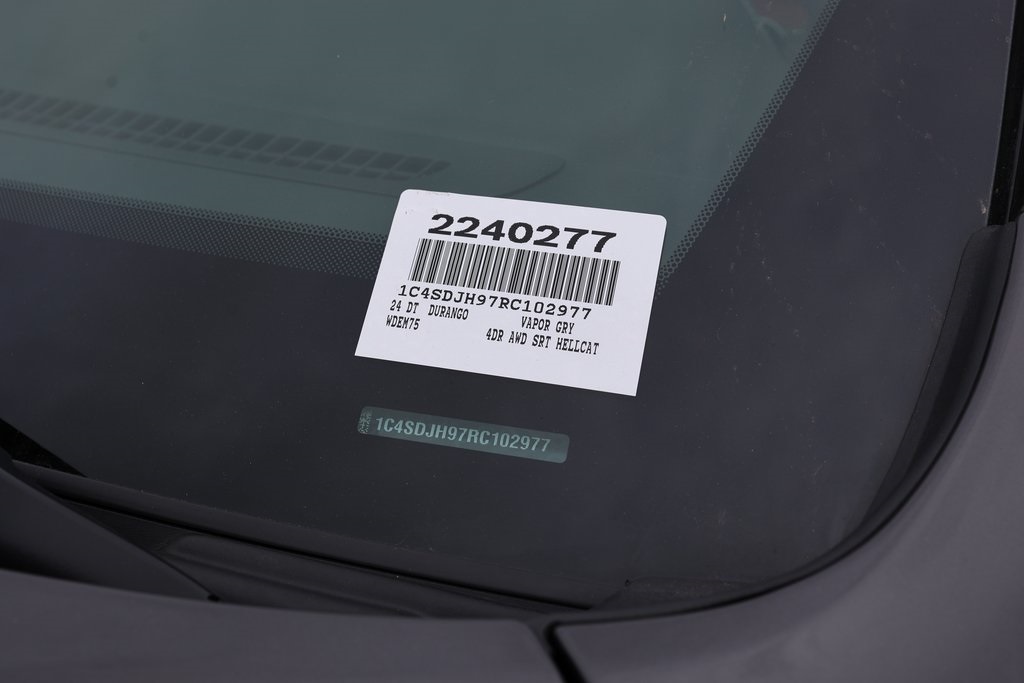 2240277
1C4SDJH97RC102977
24 DT DURANGO VAPOR GRY
WDEM75 4DR AWD SRT HELLCAT
1C4SDJH97RC102977